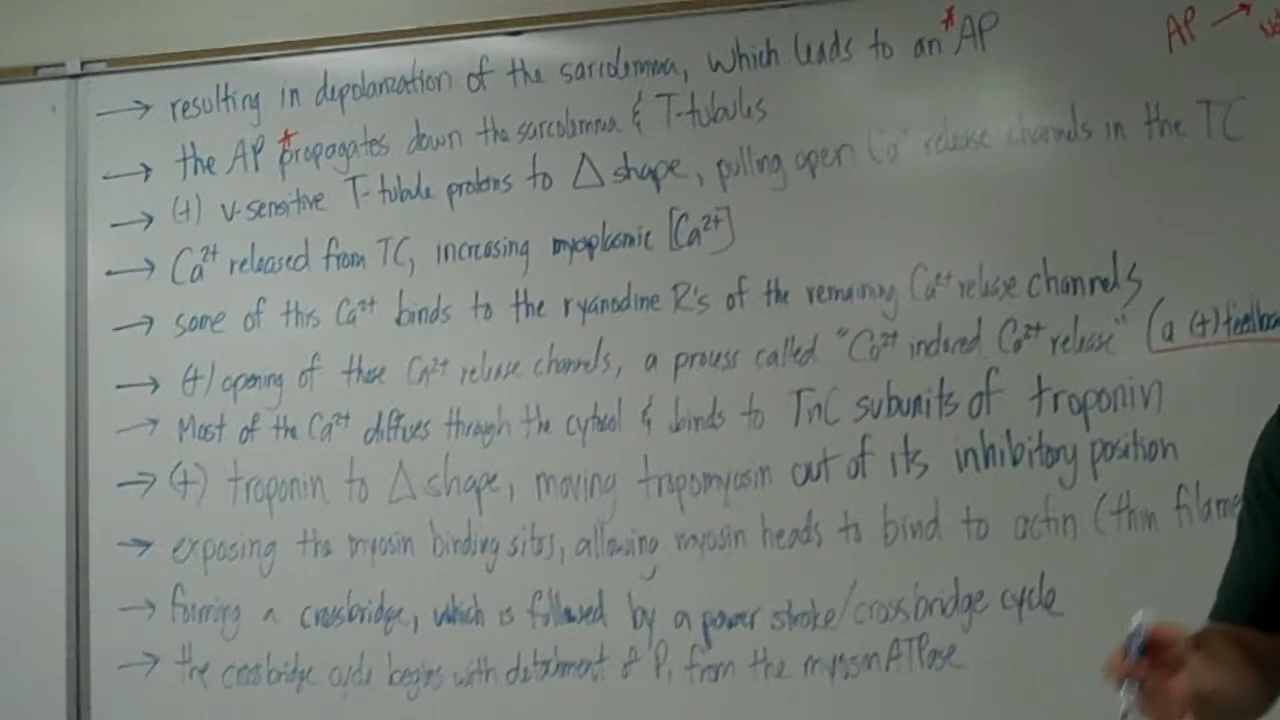 → resulting in depolarization of the sarcolemma, which leads to an *AP
AP →
→ the AP *propagates down the sarcolemma & T-tubules
→ (+) v-sensitive T-tubule proteins to Δ shape, pulling open Ca release channels in the TC
→ Ca²⁺ released from TC, increasing myoplasmic [Ca²⁺]
→ some of this Ca²⁺ binds to the ryanodine R's of the remaining Ca²⁺ release channels
→ (+) opening of these Ca²⁺ release channels, a process called "Ca²⁺ induced Ca²⁺ release" (a (+) feedba
→ Most of the Ca²⁺ diffuses through the cytosol & binds to TnC subunits of troponin
→ (+) troponin to Δ shape, moving tropomyosin out of its inhibitory position
→ exposing the myosin binding sites, allowing myosin heads to bind to actin (thin filame
→ forming a crossbridge, which is followed by a power stroke/crossbridge cycle
→ the crossbridge cycle begins with detachment of Pi from the myosin ATPase